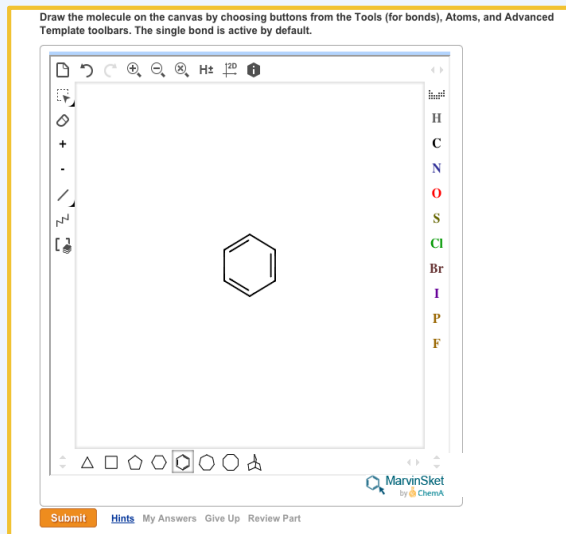 Draw the molecule on the canvas by choosing buttons from the Tools (for bonds), Atoms, and Advanced
Template toolbars. The single bond is active by default.
H±
2D
H
C
+
-
N
O
S
Cl
Br
I
P
F
MarvinSket
by ChemA
Submit Hints My Answers Give Up Review Part